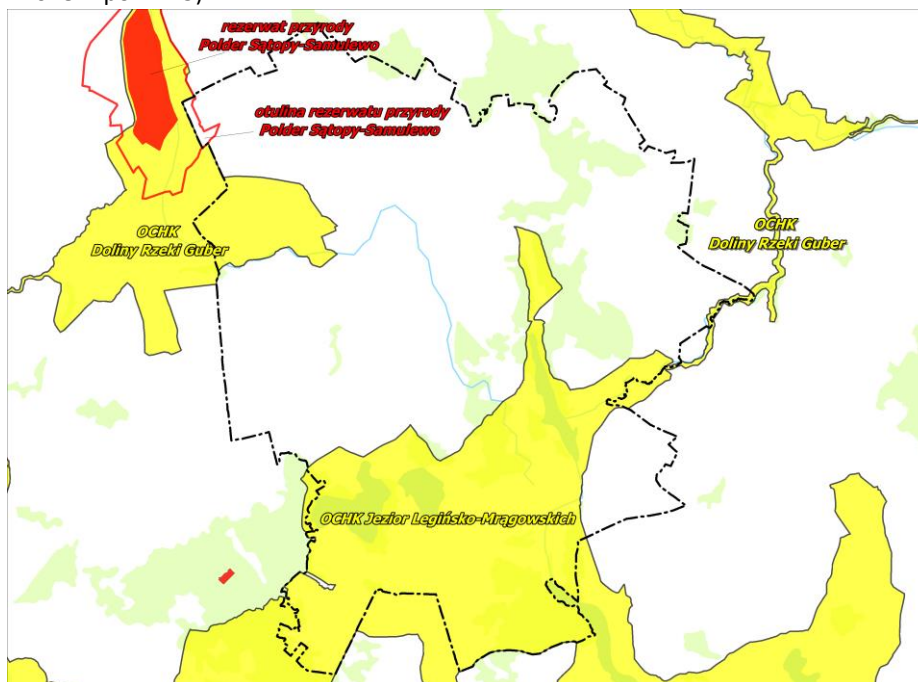 rezerwat przyrody
Polder Sątopy-Samulewo
otulina rezerwatu przyrody
Polder Sątopy-Samulewo
OCHK
Doliny Rzeki Guber
OCHK
Doliny Rzeki Guber
OCHK Jezior Legińsko-Mrągowskich